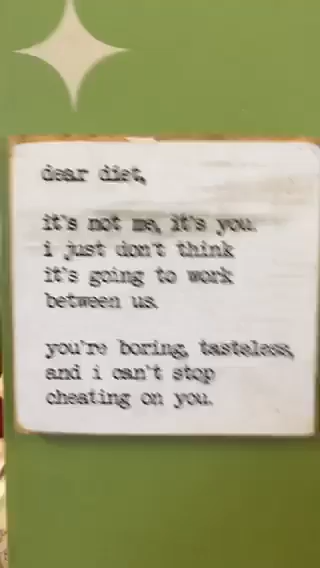 dear diet,
it's not me, it's you.
i just don't think
it's going to work
between us.
you're boring, tasteless,
and i can't stop
cheating on you.